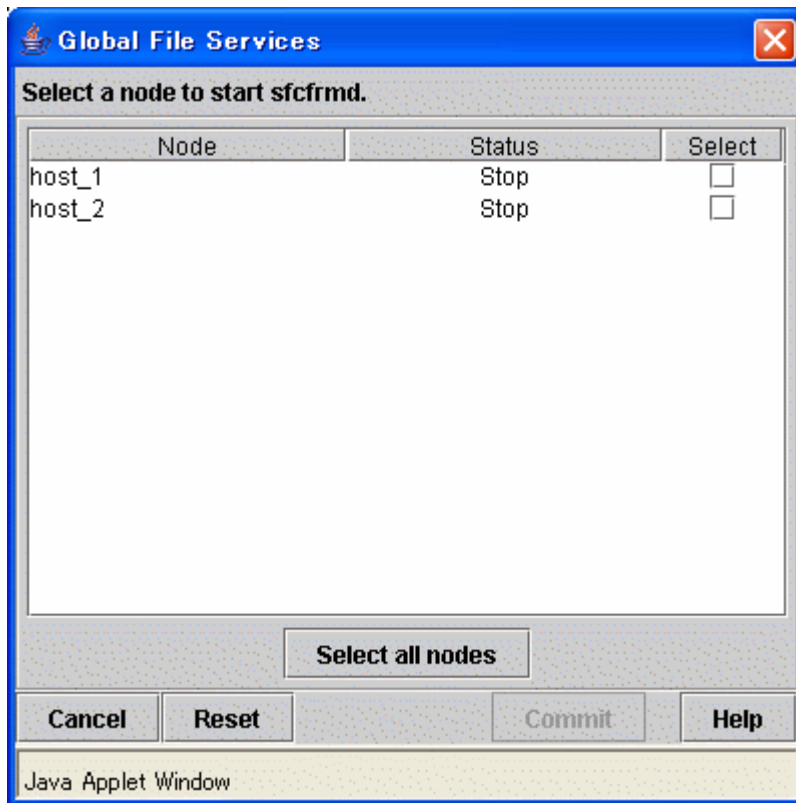 Global File Services
Select a node to start sfcfrmd.
Node Status Select
host_1 Stop
host_2 Stop
Select all nodes
Cancel Reset Commit Help
Java Applet Window